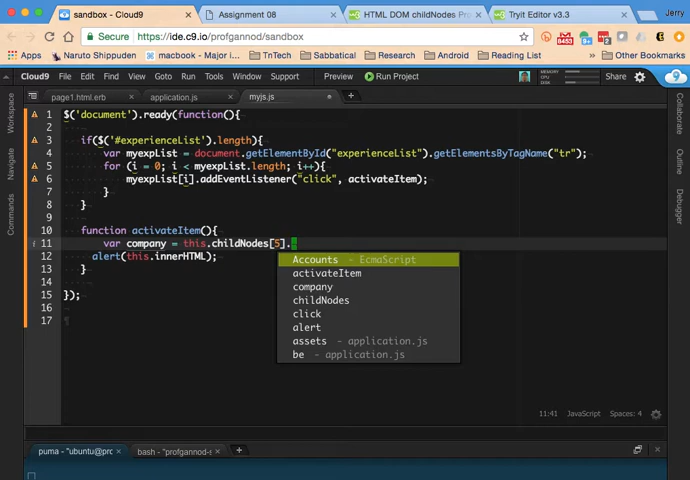 sandbox - Cloud9 × Assignment 08 × HTML DOM childNodes Pro × Tryit Editor v3.3 × Jerry
Secure https://ide.c9.io/profgannod/sandbox
Apps Naruto Shippuden macbook - Major i… TnTech Sabbatical Research Android Reading List » Other Bookmarks
Cloud9 File Edit Find View Goto Tools Window Support Preview Run Project MEMORY CPU DISK Share
page1.html.erb × application.js × myjs.js
1 $('document').ready(function(){
2
3 if($('#experienceList').length){
4 var myexpList = document.getElementById("experienceList").getElementsByTagName("tr");
5 for (i = 0; i < myexpList.length; i++){
6 myexpList[i].addEventListener("click", activateItem);
7 }
8 }
9
10 function activateItem(){
11 var company = this.childNodes[5].
12 alert(this.innerHTML);
13 }
14
15 });
16
17
Accounts - EcmaScript
activateItem
company
childNodes
click
alert
assets - application.js
be - application.js
Workspace
Navigate
Commands
Collaborate
Outline
Debugger
11:41 JavaScript Spaces: 4
puma - "ubuntu@pro × bash - "profgannod-s ×